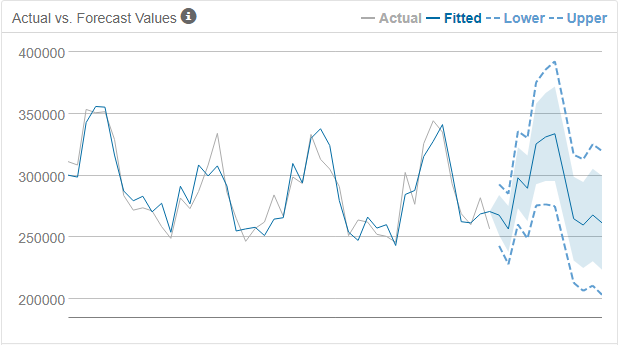 Actual vs. Forecast Values i
Actual Fitted Lower Upper
400000
350000
300000
250000
200000